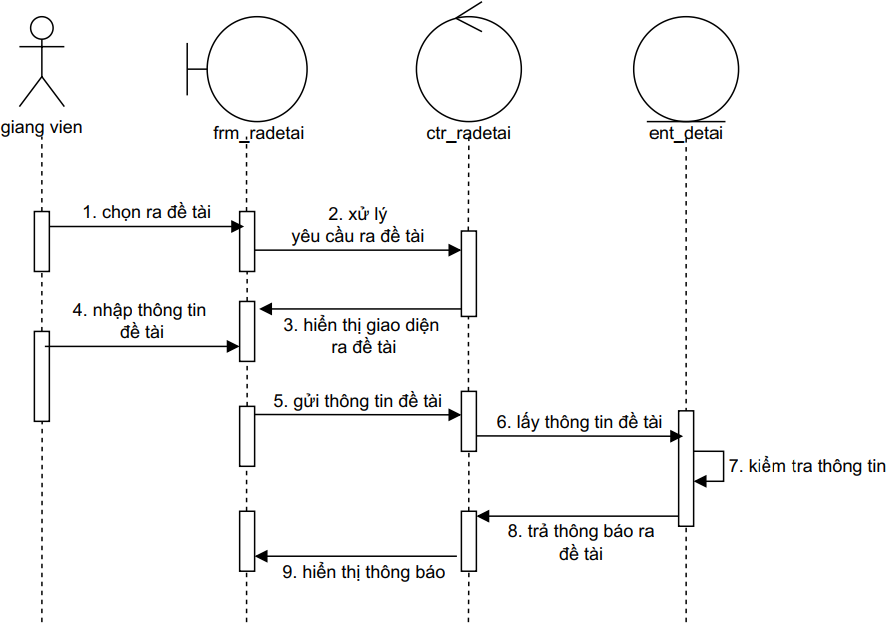 giang vien
frm_radetai
ctr_radetai
ent_detai
1. chọn ra đề tài
2. xử lý
yêu cầu ra đề tài
4. nhập thông tin
đề tài
3. hiển thị giao diện
ra đề tài
5. gửi thông tin đề tài
6. lấy thông tin đề tài
7. kiểm tra thông tin
8. trả thông báo ra
đề tài
9. hiển thị thông báo